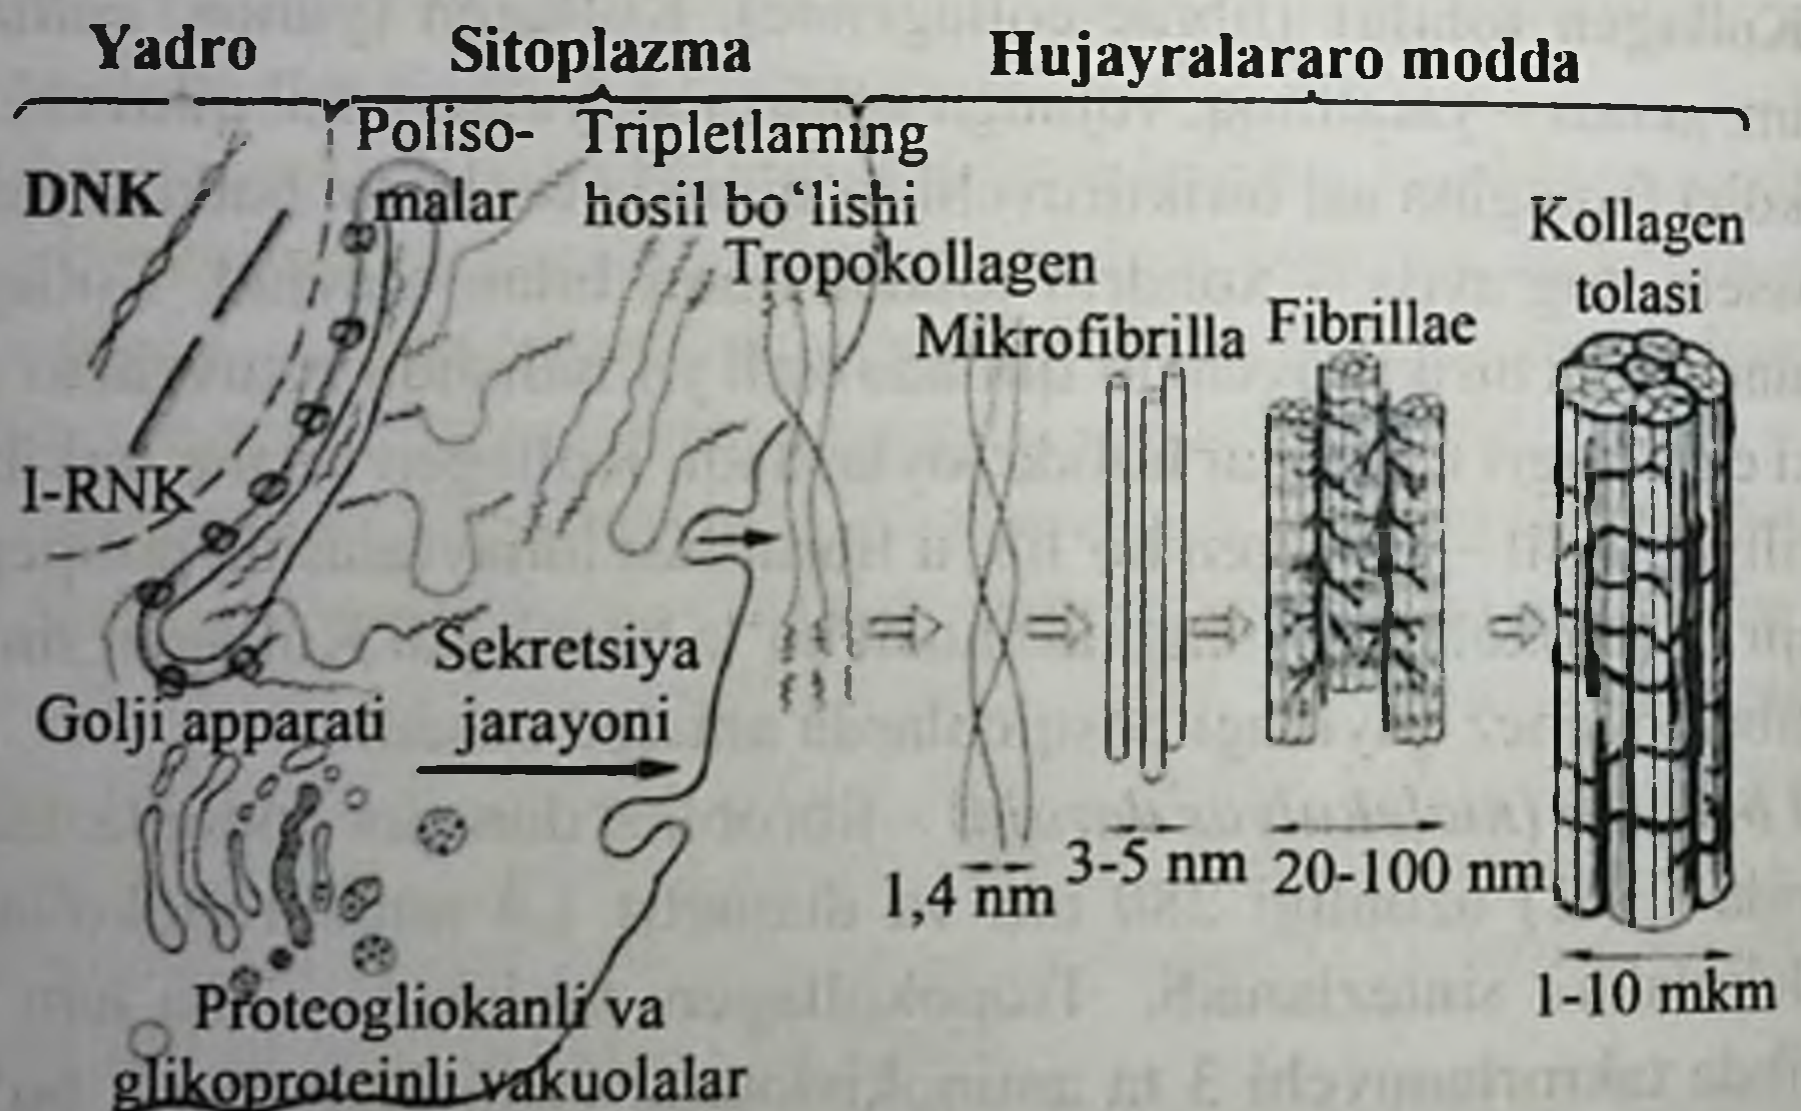 Yadro
Sitoplazma
Hujayralararo modda
DNK
Poliso-
malar
Tripletlarning
hosil bo‘lishi
Tropokollagen
Mikrofibrilla
Fibrillae
Kollagen
tolasi
I-RNK
Sekretsiya
jarayoni
Golji apparati
1,4 nm
3-5 nm
20-100 nm
1-10 mkm
Proteogliokanli va
glikoproteinli vakuolalar